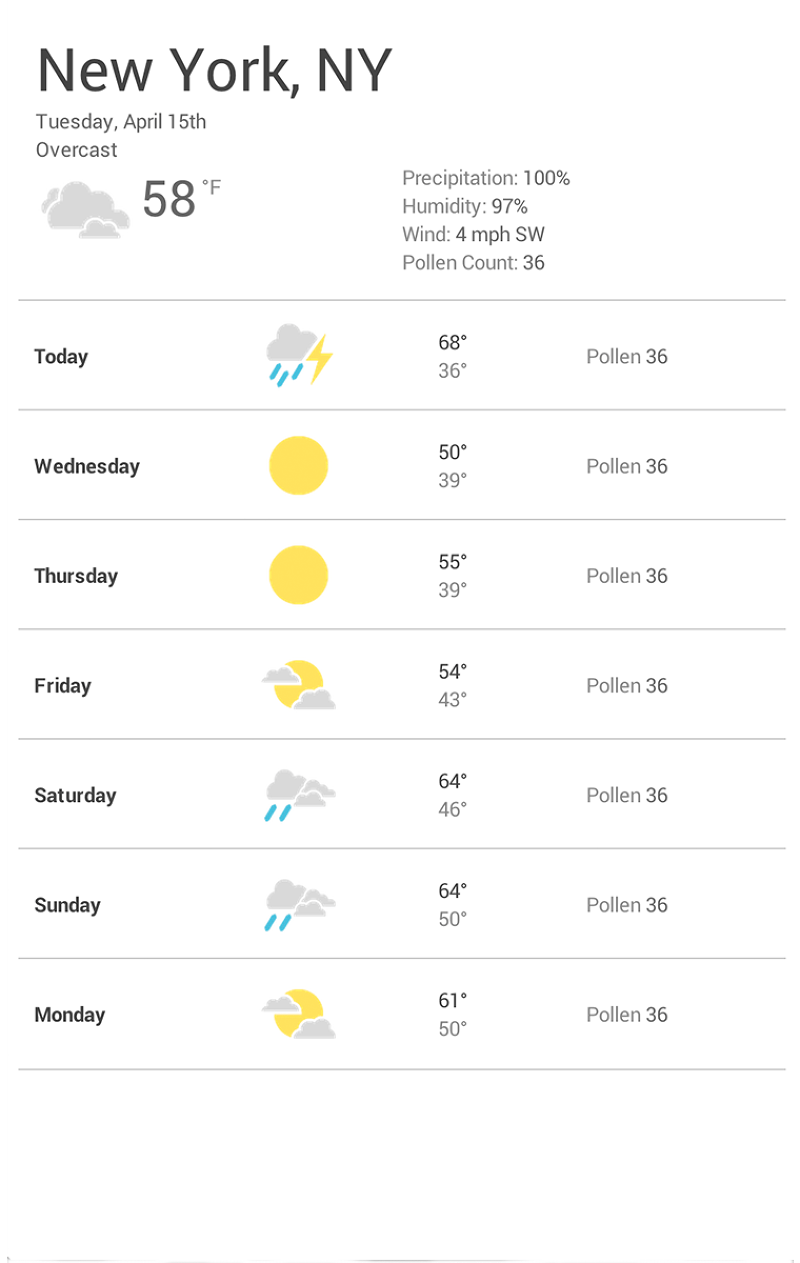 New York, NY
Tuesday, April 15th
Overcast
58 °F
Precipitation: 100%
Humidity: 97%
Wind: 4 mph SW
Pollen Count: 36
Today
68°
36°
Pollen 36
Wednesday
50°
39°
Pollen 36
Thursday
55°
39°
Pollen 36
Friday
54°
43°
Pollen 36
Saturday
64°
46°
Pollen 36
Sunday
64°
50°
Pollen 36
Monday
61°
50°
Pollen 36